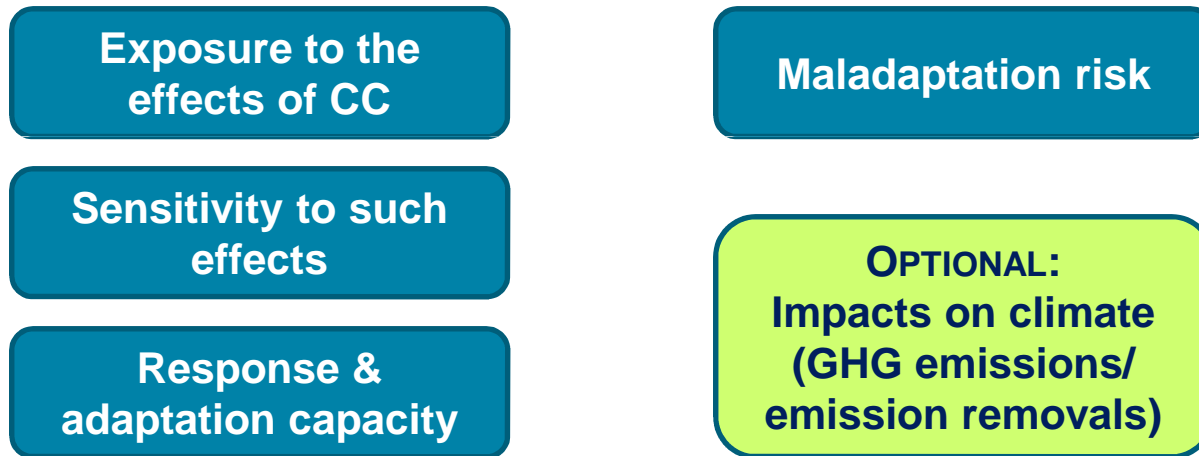 Exposure to the
effects of CC
Sensitivity to such
effects
Response &
adaptation capacity
Maladaptation risk
OPTIONAL:
Impacts on climate
(GHG emissions/
emission removals)